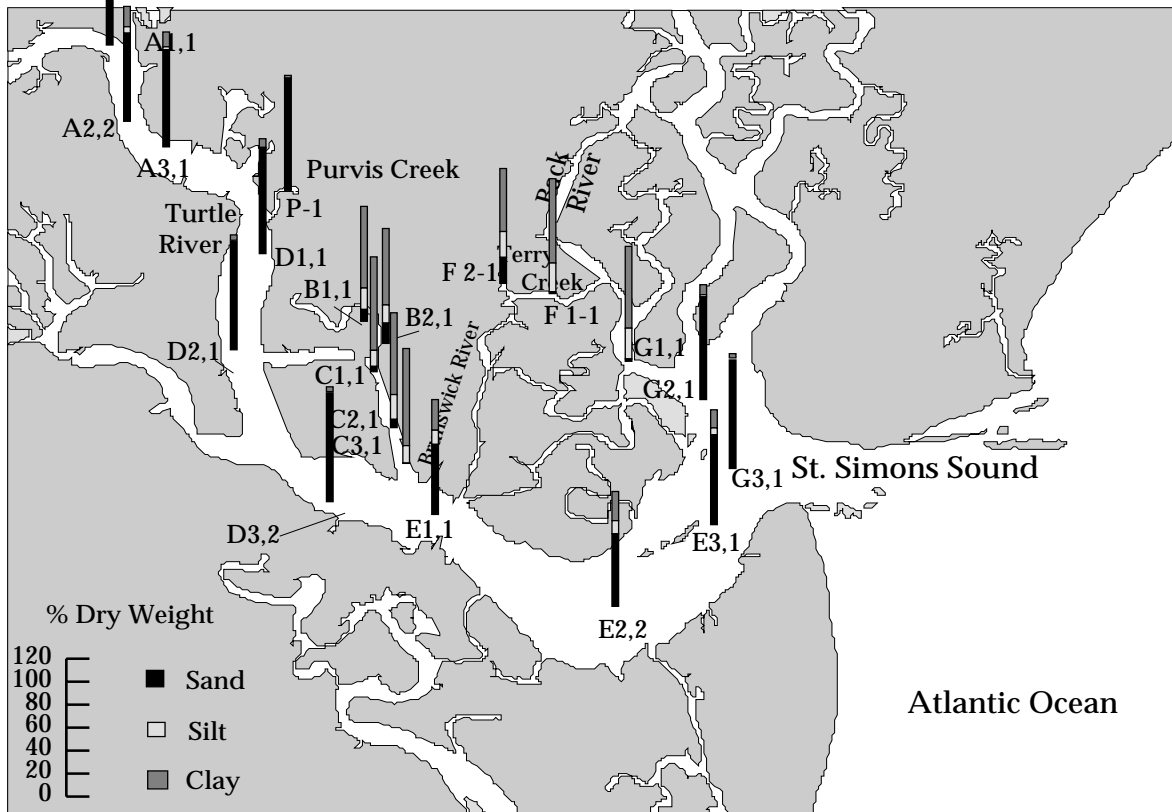 A1,1
A2,2
A3,1
Purvis Creek
P-1
Turtle
River
D1,1
Back
River
Terry
Creek
F 2-1
F 1-1
B1,1
B2,1
D2,1
C1,1
G1,1
G2,1
C2,1
C3,1
Brunswick River
St. Simons Sound
G3,1
D3,2
E1,1
E3,1
E2,2
% Dry Weight
120
100
80
60
40
20
0
Sand
Silt
Clay
Atlantic Ocean